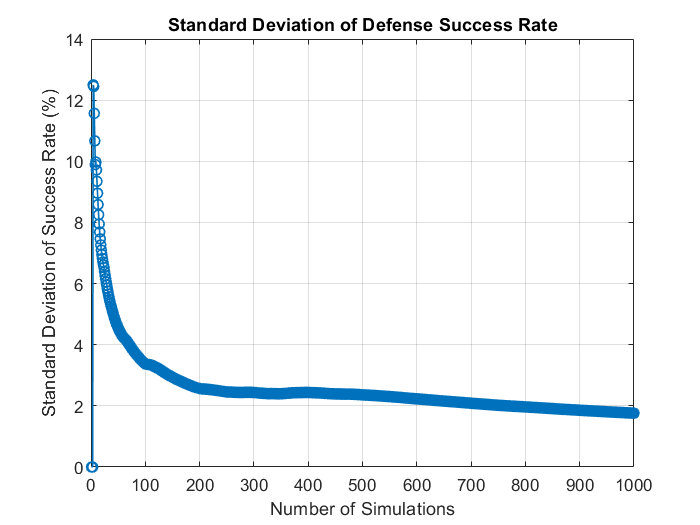 Standard Deviation of Defense Success Rate
Standard Deviation of Success Rate (%)
14
12
10
8
6
4
2
0
0 100 200 300 400 500 600 700 800 900 1000
Number of Simulations